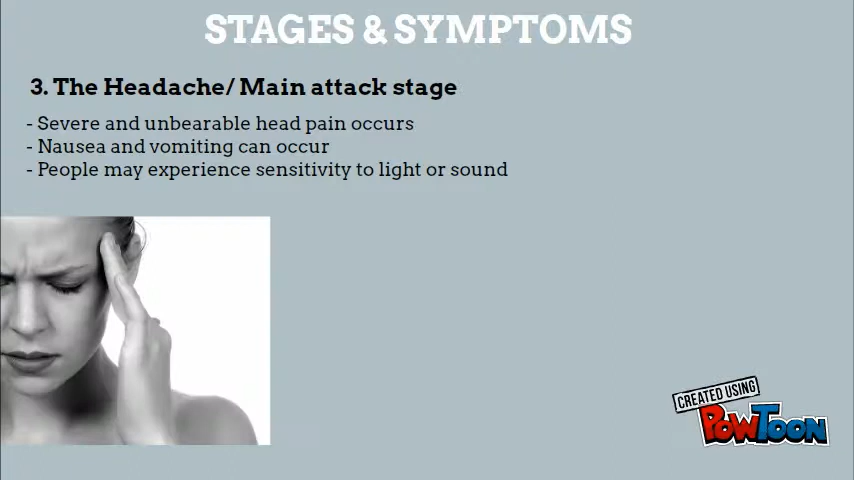 STAGES & SYMPTOMS
3. The Headache/ Main attack stage
- Severe and unbearable head pain occurs
- Nausea and vomiting can occur
- People may experience sensitivity to light or sound
CREATED USING
POWTOON